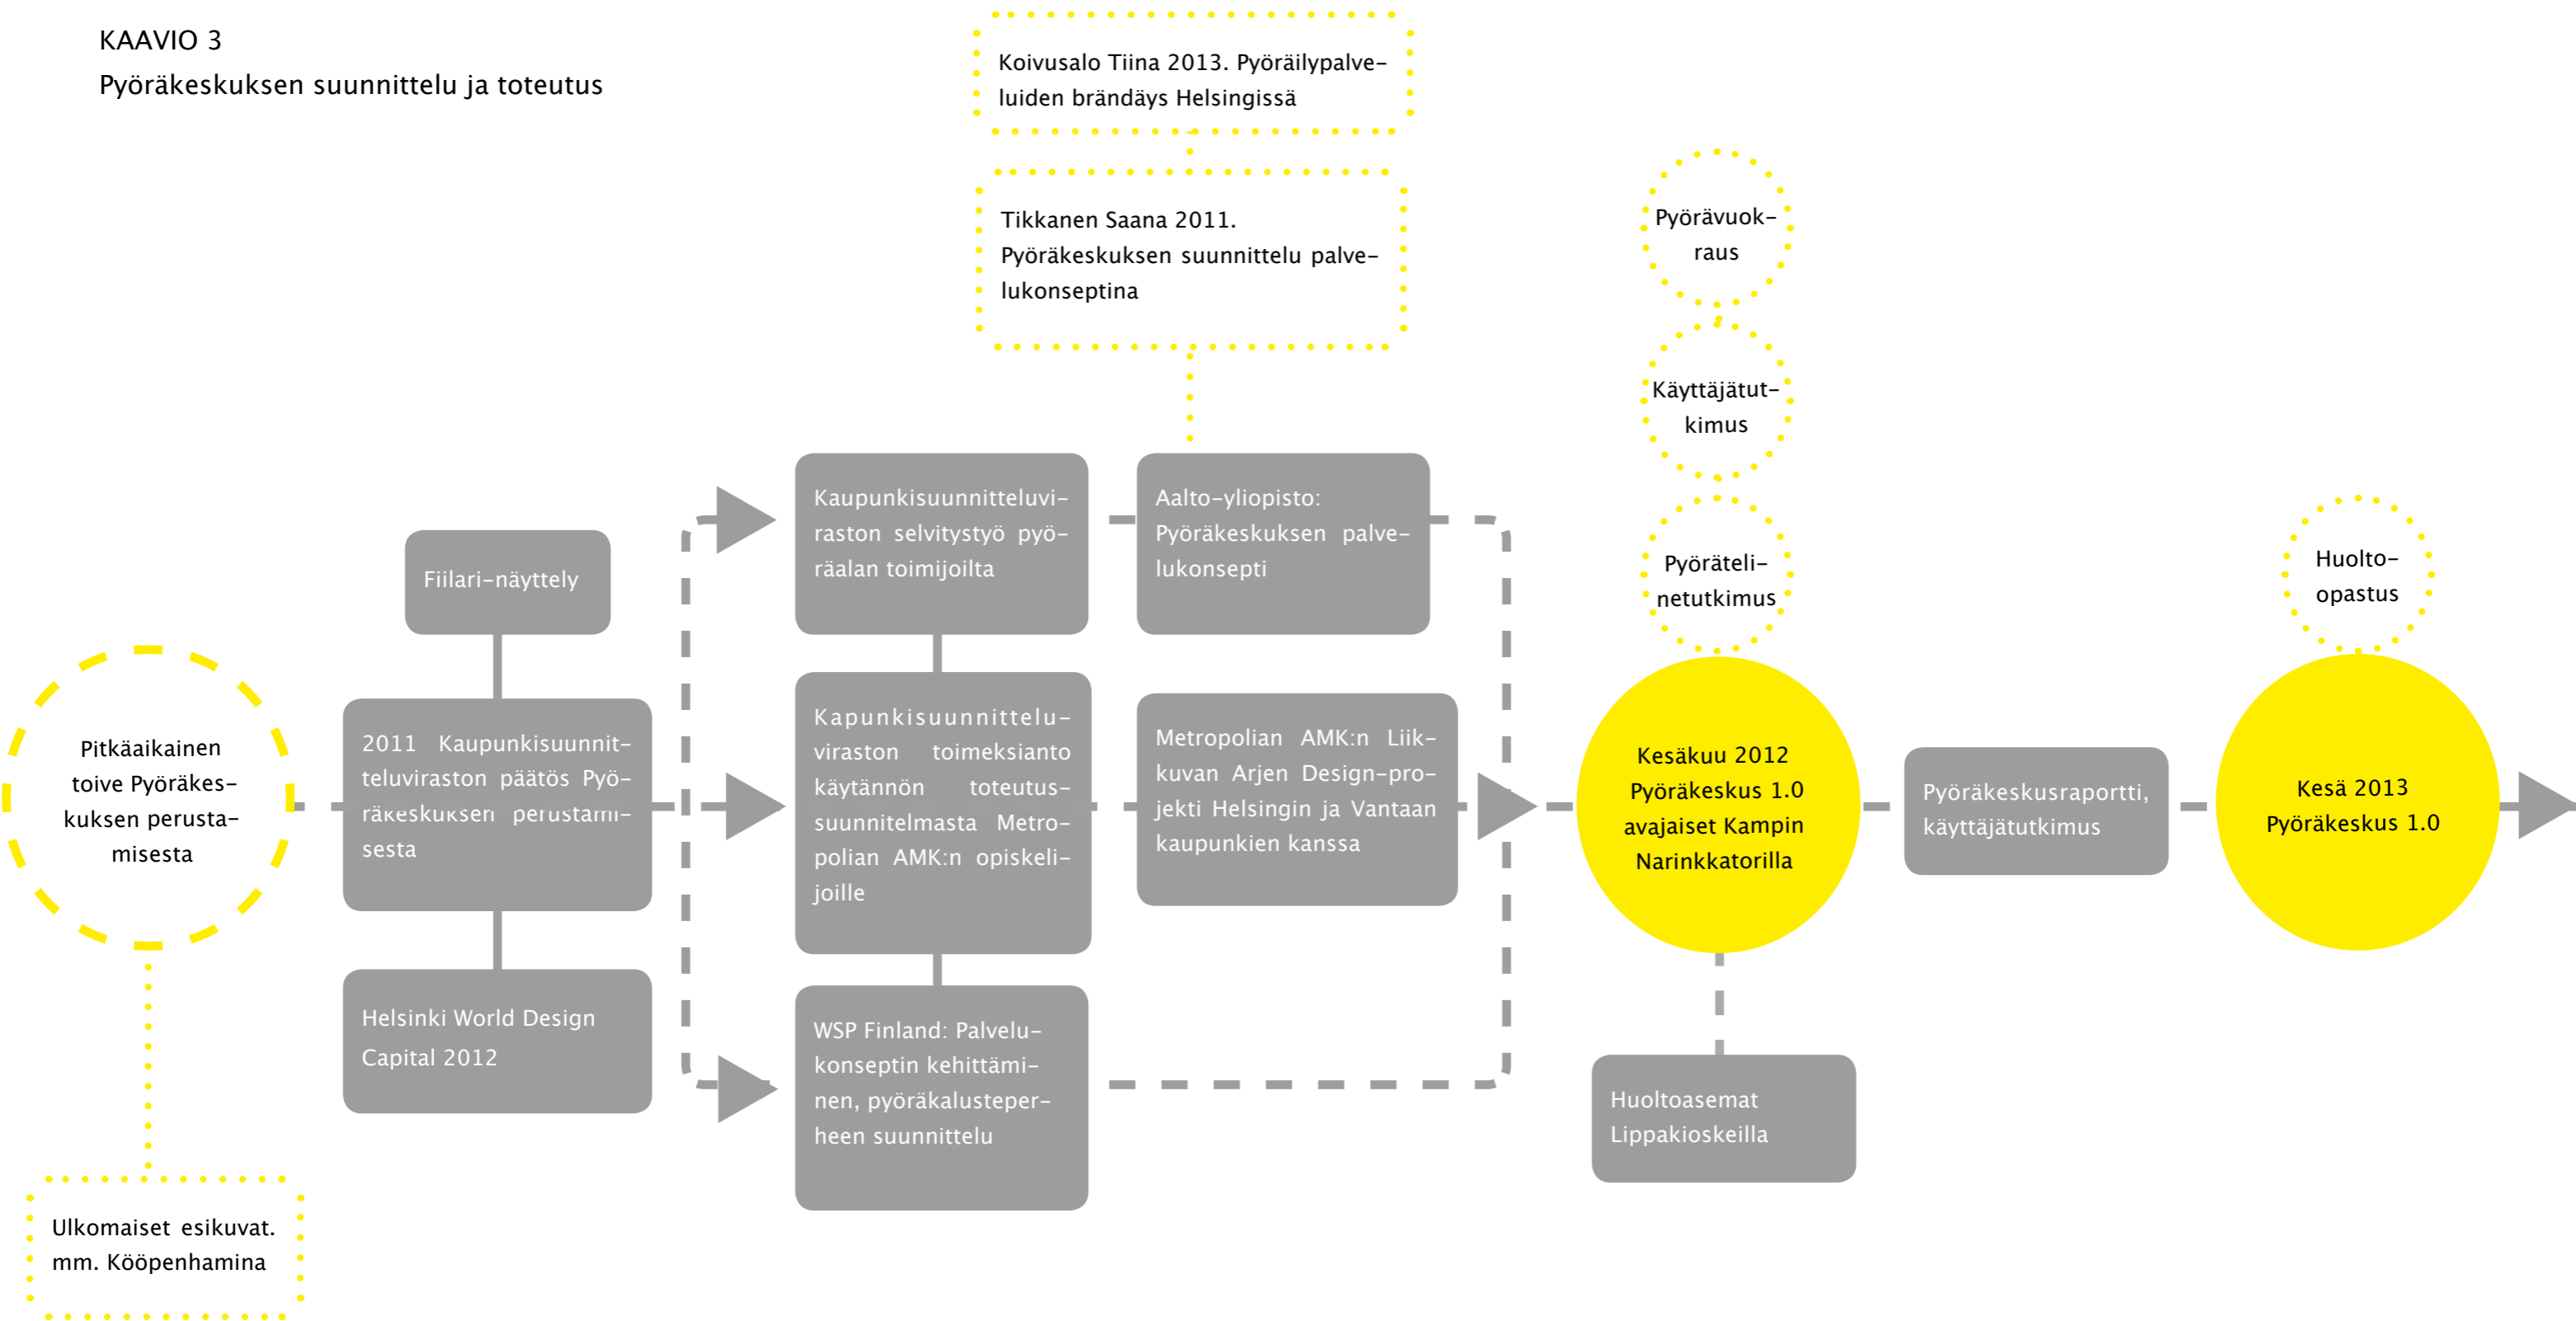 KAAVIO 3
Pyöräkeskuksen suunnittelu ja toteutus
Koivusalo Tiina 2013. Pyöräilypalve-
luiden brändäys Helsingissä
Tikkanen Saana 2011.
Pyöräkeskuksen suunnittelu palve-
lukonseptina
Pitkäaikainen
toive Pyöräkes-
kuksen perusta-
misesta
Ulkomaiset esikuvat.
mm. Kööpenhamina
Fiilari-näyttely
2011 Kaupunkisuunnit-
teluviraston päätös Pyö-
räkeskuksen perustami-
sesta
Helsinki World Design
Capital 2012
Kaupunkisuunnitteluvi-
raston selvitystyö pyö-
räalan toimijoilta
Kapunkisuunnittelu-
viraston toimeksianto
käytännön toteutus-
suunnitelmasta Metro-
polian AMK:n opiskeli-
joille
WSP Finland: Palvelu-
konseptin kehittämi-
nen, pyöräkalusteper-
heen suunnittelu
Aalto-yliopisto:
Pyöräkeskuksen palve-
lukonsepti
Metropolian AMK:n Liik-
kuvan Arjen Design-pro-
jekti Helsingin ja Vantaan
kaupunkien kanssa
Pyörävuok-
raus
Käyttäjätut-
kimus
Pyöräteli-
netutkimus
Kesäkuu 2012
Pyöräkeskus 1.0
avajaiset Kampin
Narinkkatorilla
Huoltoasemat
Lippakioskeilla
Pyöräkeskusraportti,
käyttäjätutkimus
Huolto-
opastus
Kesä 2013
Pyöräkeskus 1.0